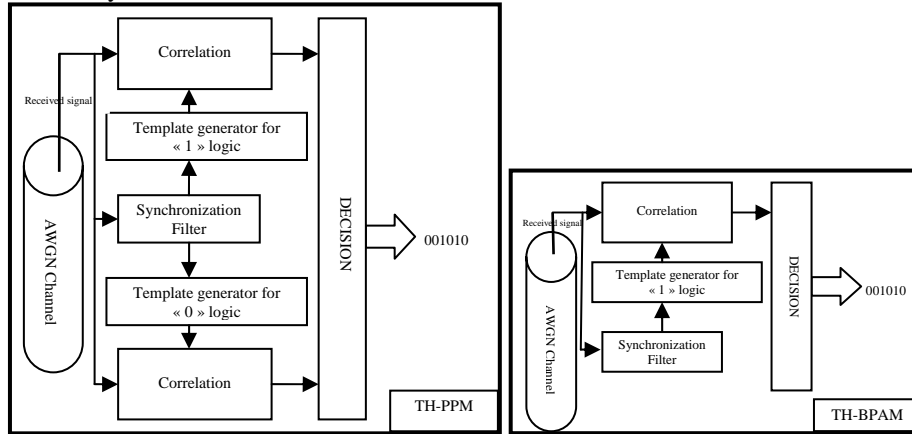 Correlation
Received signal
Template generator for
« 1 » logic
Synchronization
Filter
Template generator for
« 0 » logic
Correlation
AWGN Channel
DECISION
001010
TH-PPM
Correlation
Received signal
Template generator for
« 1 » logic
Synchronization
Filter
AWGN Channel
DECISION
001010
TH-BPAM